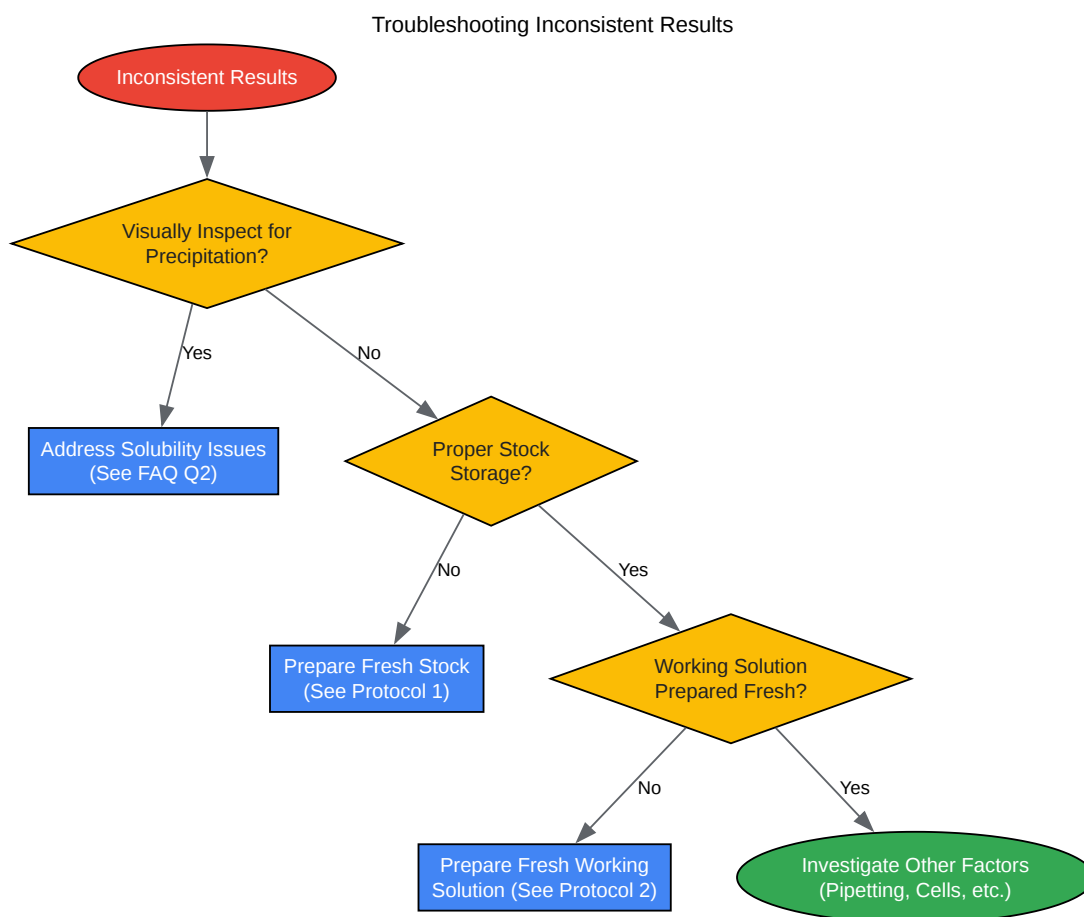 Troubleshooting Inconsistent Results
Inconsistent Results
Visually Inspect for
Precipitation?
Yes
No
Address Solubility Issues
(See FAQ Q2)
Proper Stock
Storage?
No
Yes
Prepare Fresh Stock
(See Protocol 1)
Working Solution
Prepared Fresh?
No
Yes
Prepare Fresh Working
Solution (See Protocol 2)
Investigate Other Factors
(Pipetting, Cells, etc.)